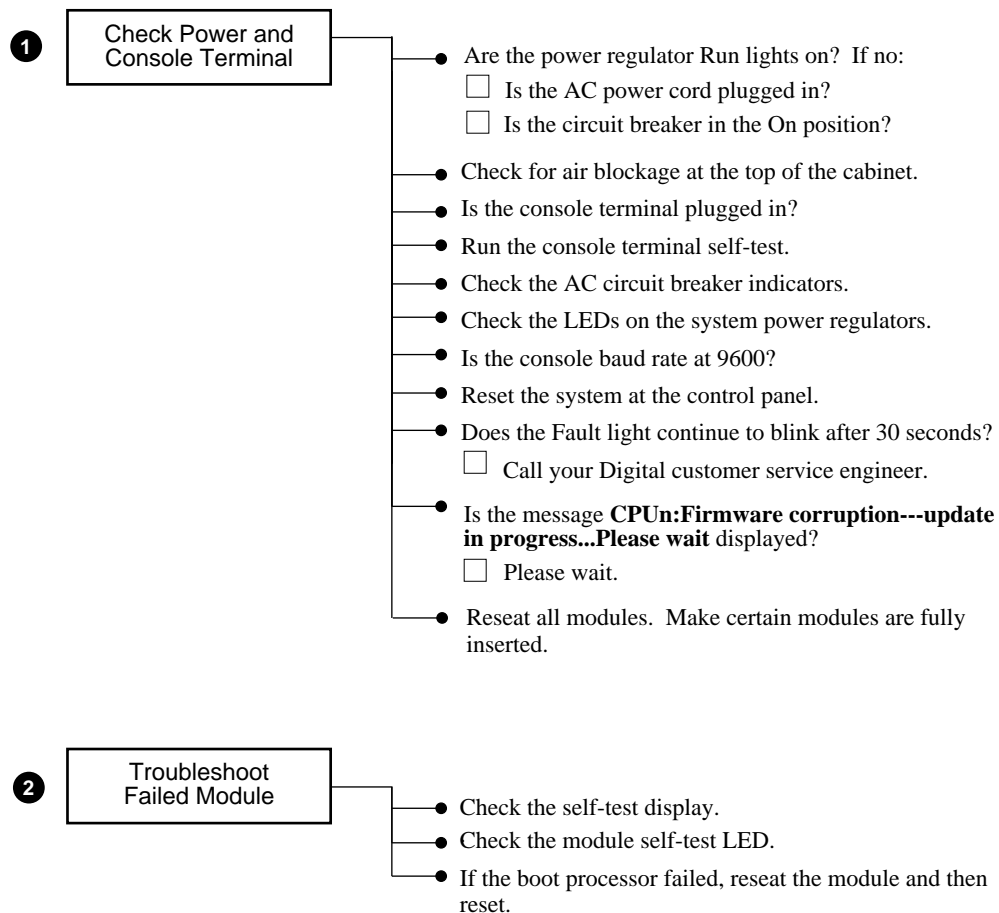 1
Check Power and
Console Terminal
Are the power regulator Run lights on? If no:
Is the AC power cord plugged in?
Is the circuit breaker in the On position?
Check for air blockage at the top of the cabinet.
Is the console terminal plugged in?
Run the console terminal self-test.
Check the AC circuit breaker indicators.
Check the LEDs on the system power regulators.
Is the console baud rate at 9600?
Reset the system at the control panel.
Does the Fault light continue to blink after 30 seconds?
Call your Digital customer service engineer.
Is the message CPUn:Firmware corruption---update
in progress...Please wait displayed?
Please wait.
Reseat all modules. Make certain modules are fully
inserted.
2
Troubleshoot
Failed Module
Check the self-test display.
Check the module self-test LED.
If the boot processor failed, reseat the module and then
reset.